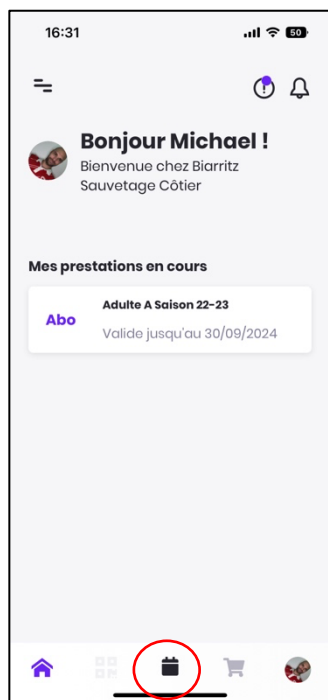 16:31
50
Bonjour Michael !
Bienvenue chez Biarritz
Sauvetage Côtier
Mes prestations en cours
Abo
Adulte A Saison 22-23
Valide jusqu'au 30/09/2024